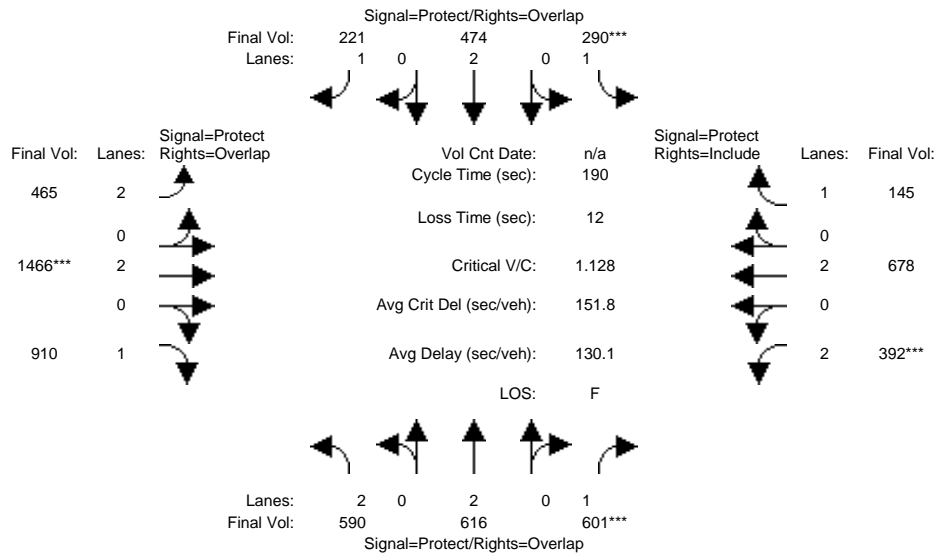 Signal=Protect/Rights=Overlap
Final Vol: 221 474 290***
Lanes: 1 0 2 0 1
Signal=Protect
Final Vol: Lanes: Rights=Overlap
Vol Cnt Date: n/a
Cycle Time (sec): 190
Loss Time (sec): 12
Critical V/C: 1.128
Avg Crit Del (sec/veh): 151.8
Avg Delay (sec/veh): 130.1
LOS: F
Signal=Protect
Rights=Include Lanes: Final Vol:
465 2
0
1466*** 2
0
910 1
1 145
0
2 678
0
2 392***
Lanes: 2 0 2 0 1
Final Vol: 590 616 601***
Signal=Protect/Rights=Overlap